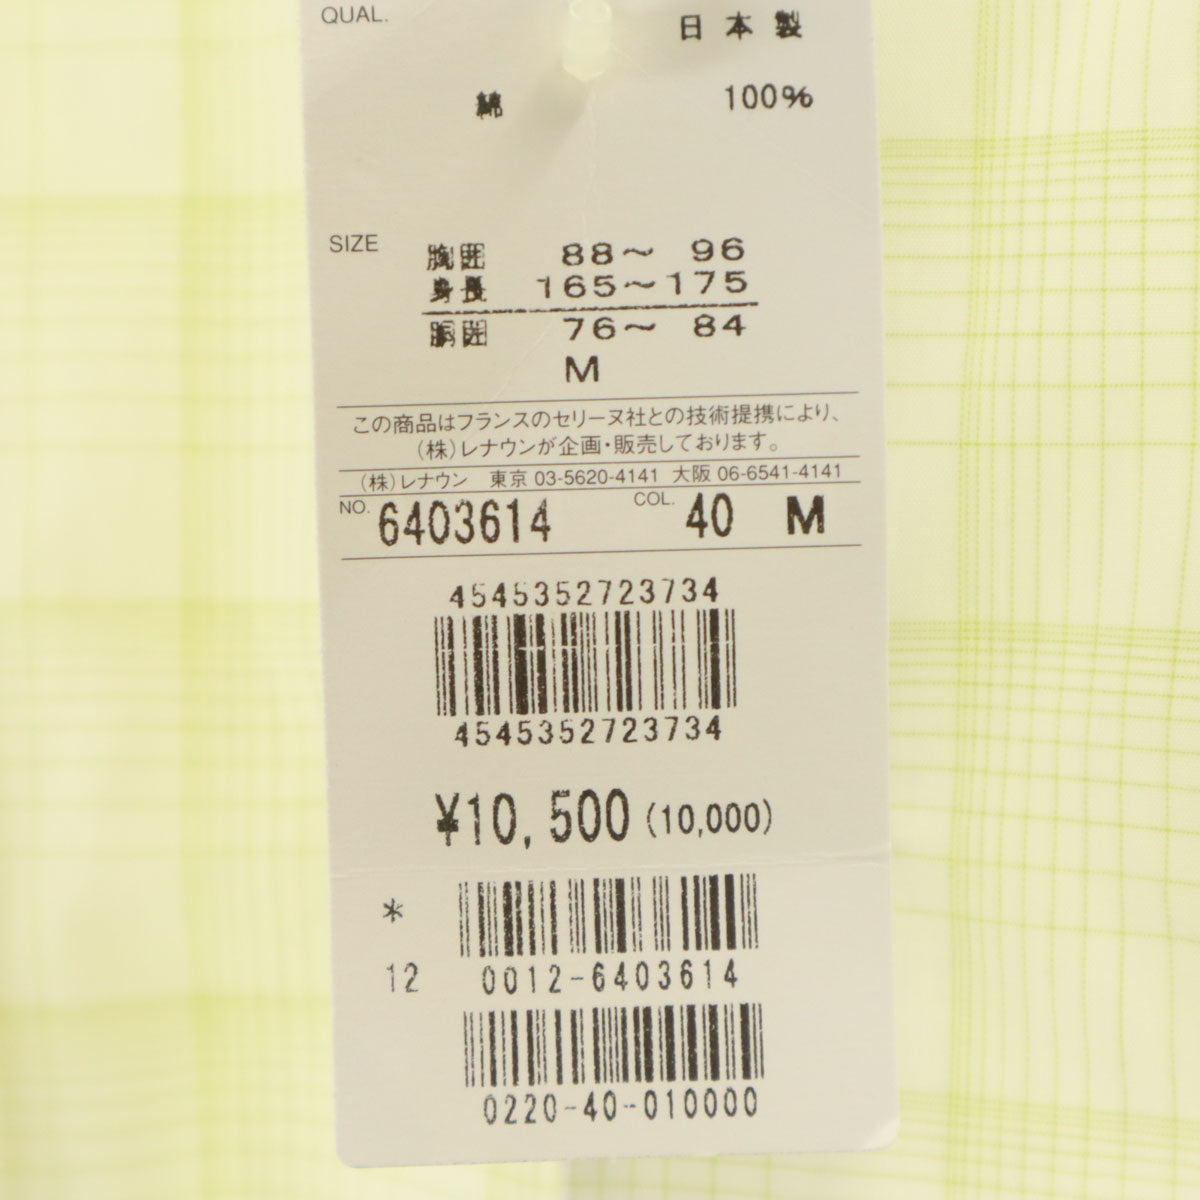 QUAL.
日本製
綿 100%
SIZE
胸囲 88～ 96
身長 165～175
胴囲 76～ 84
M
この商品はフランスのセリーヌ社との技術提携により、
（株）レナウンが企画・販売しております。
（株）レナウン 東京 03-5620-4141 大阪 06-6541-4141
NO. 6403614 COL. 40 M
4545352723734
4545352723734
¥10,500 (10,000)
*
12 0012-6403614
0220-40-010000